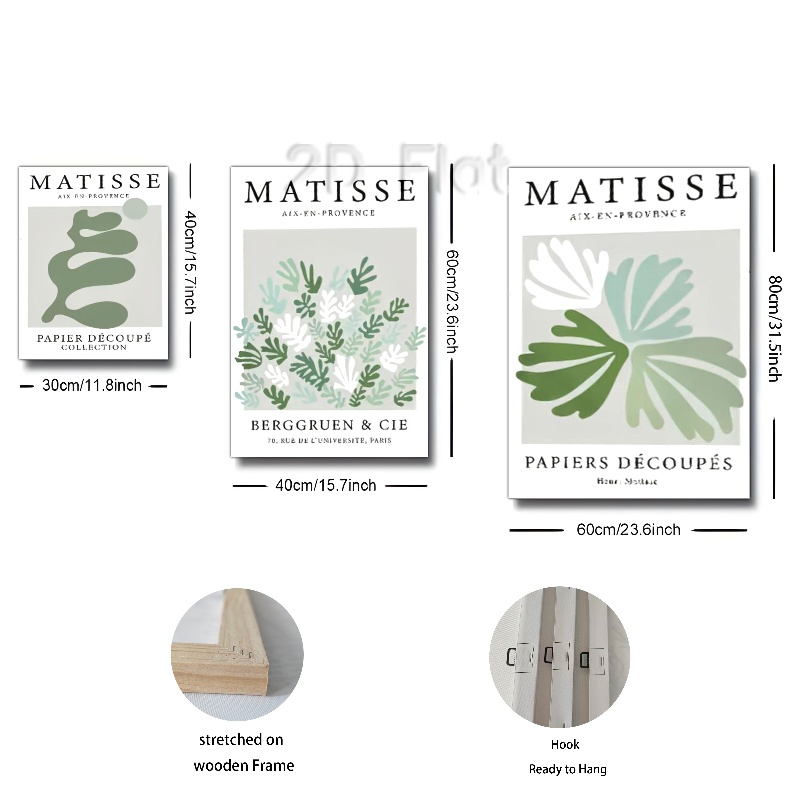 2D Flat
MATISSE
AIX-EN-PROVENCE
PAPIER DÉCOUPÉ
COLLECTION
40cm/15.7inch
30cm/11.8inch
MATISSE
AIX-EN-PROVENCE
BERGGRUEN & CIE
70, RUE DE L'UNIVERSITÉ, PARIS
60cm/23.6inch
40cm/15.7inch
MATISSE
AIX-EN-PROVENCE
PAPIERS DÉCOUPÉS
Henri Matisse
80cm/31.5inch
60cm/23.6inch
stretched on
wooden Frame
Hook
Ready to Hang